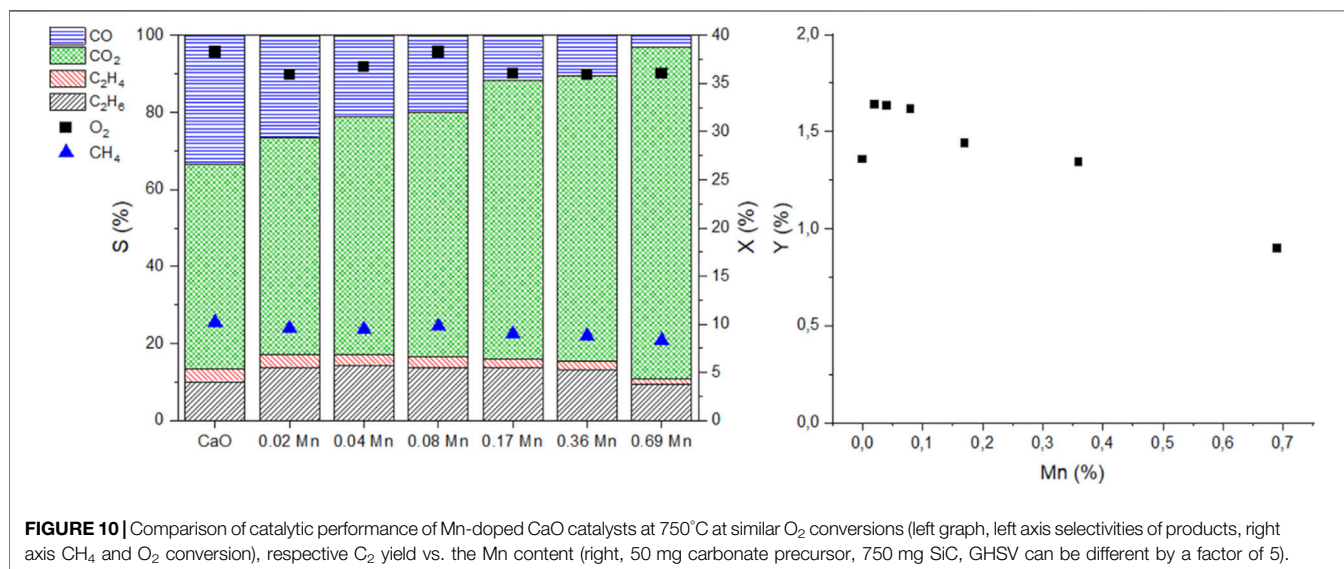 CO
CO₂
C₂H₄
C₂H₆
O₂
CH₄
100
80
60
40
20
0
S (%)
40
35
30
25
20
15
10
5
0
X (%)
CaO 0.02 Mn 0.04 Mn 0.08 Mn 0.17 Mn 0.36 Mn 0.69 Mn
2,0
1,5
1,0
0,5
0,0
Y (%)
0,0 0,1 0,2 0,3 0,4 0,5 0,6 0,7
Mn (%)
FIGURE 10 | Comparison of catalytic performance of Mn-doped CaO catalysts at 750°C at similar O₂ conversions (left graph, left axis selectivities of products, right
axis CH₄ and O₂ conversion), respective C₂ yield vs. the Mn content (right, 50 mg carbonate precursor, 750 mg SiC, GHSV can be different by a factor of 5).